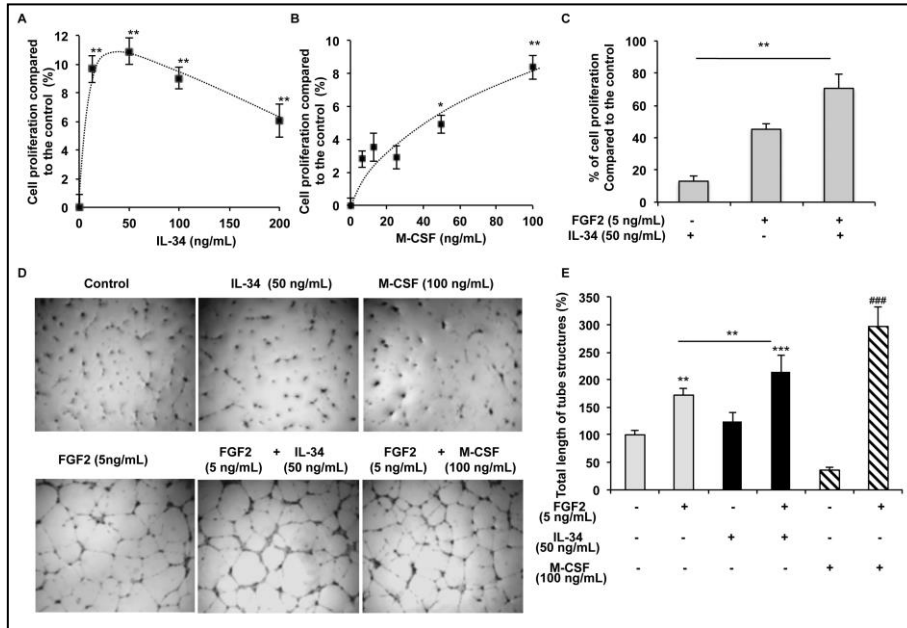 A
Cell proliferation compared
to the control (%)
12
10
8
6
4
2
0
**
**
**
**
0
50
100
150
200
IL-34 (ng/mL)
B
Cell proliferation compared
to the control (%)
10
8
6
4
2
0
*
**
0
20
40
60
80
100
M-CSF (ng/mL)
C
% of cell proliferation
Compared to the control
100
80
60
40
20
0
**
FGF2 (5 ng/mL) - + +
IL-34 (50 ng/mL) + - +
D
Control
IL-34 (50 ng/mL)
M-CSF (100 ng/mL)
FGF2 (5ng/mL)
FGF2 + IL-34
(5 ng/mL) (50 ng/mL)
FGF2 + M-CSF
(5 ng/mL) (100 ng/mL)
E
Total length of tube structures (%)
350
300
250
200
150
100
50
0
**
**
***
###
FGF2
(5 ng/mL) - + - + - +
IL-34
(50 ng/mL) - - + + - -
M-CSF
(100 ng/mL) - - - - + +